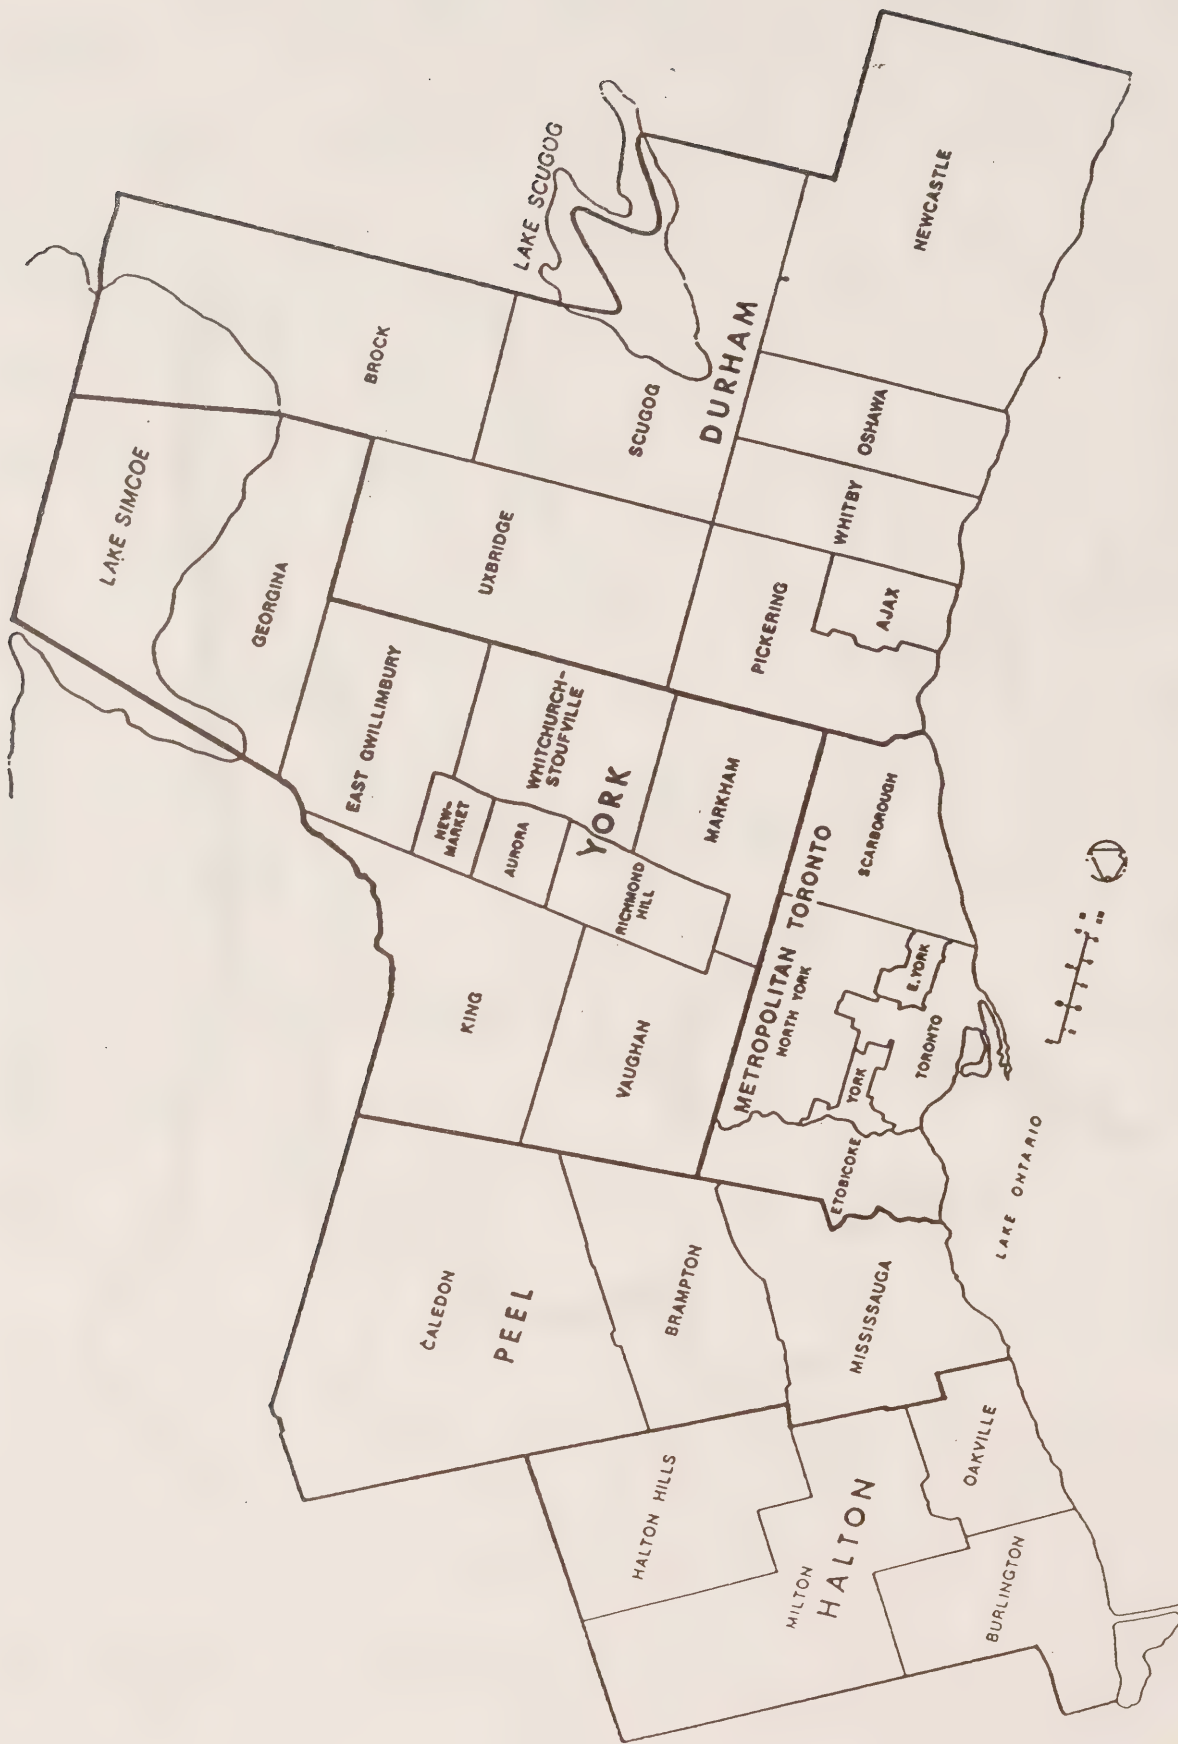 LAKE SIMCOE
GEORGINA
BROCK
LAKE SCUGOG
SCUGOG
UXBRIDGE
DURHAM
NEWCASTLE
OSHAWA
WHITBY
AJAX
PICKERING
EAST GWILLIMBURY
NEW-
MARKET
WHITCHURCH-
STOUFVILLE
AURORA
YORK
RICHMOND
HILL
MARKHAM
KING
VAUGHAN
METROPOLITAN TORONTO
NORTH YORK
SCARBOROUGH
E.YORK
YORK
TORONTO
ETOBICOKE
CALEDON
PEEL
BRAMPTON
MISSISSAUGA
HALTON HILLS
MILTON
HALTON
OAKVILLE
BURLINGTON
LAKE ONTARIO